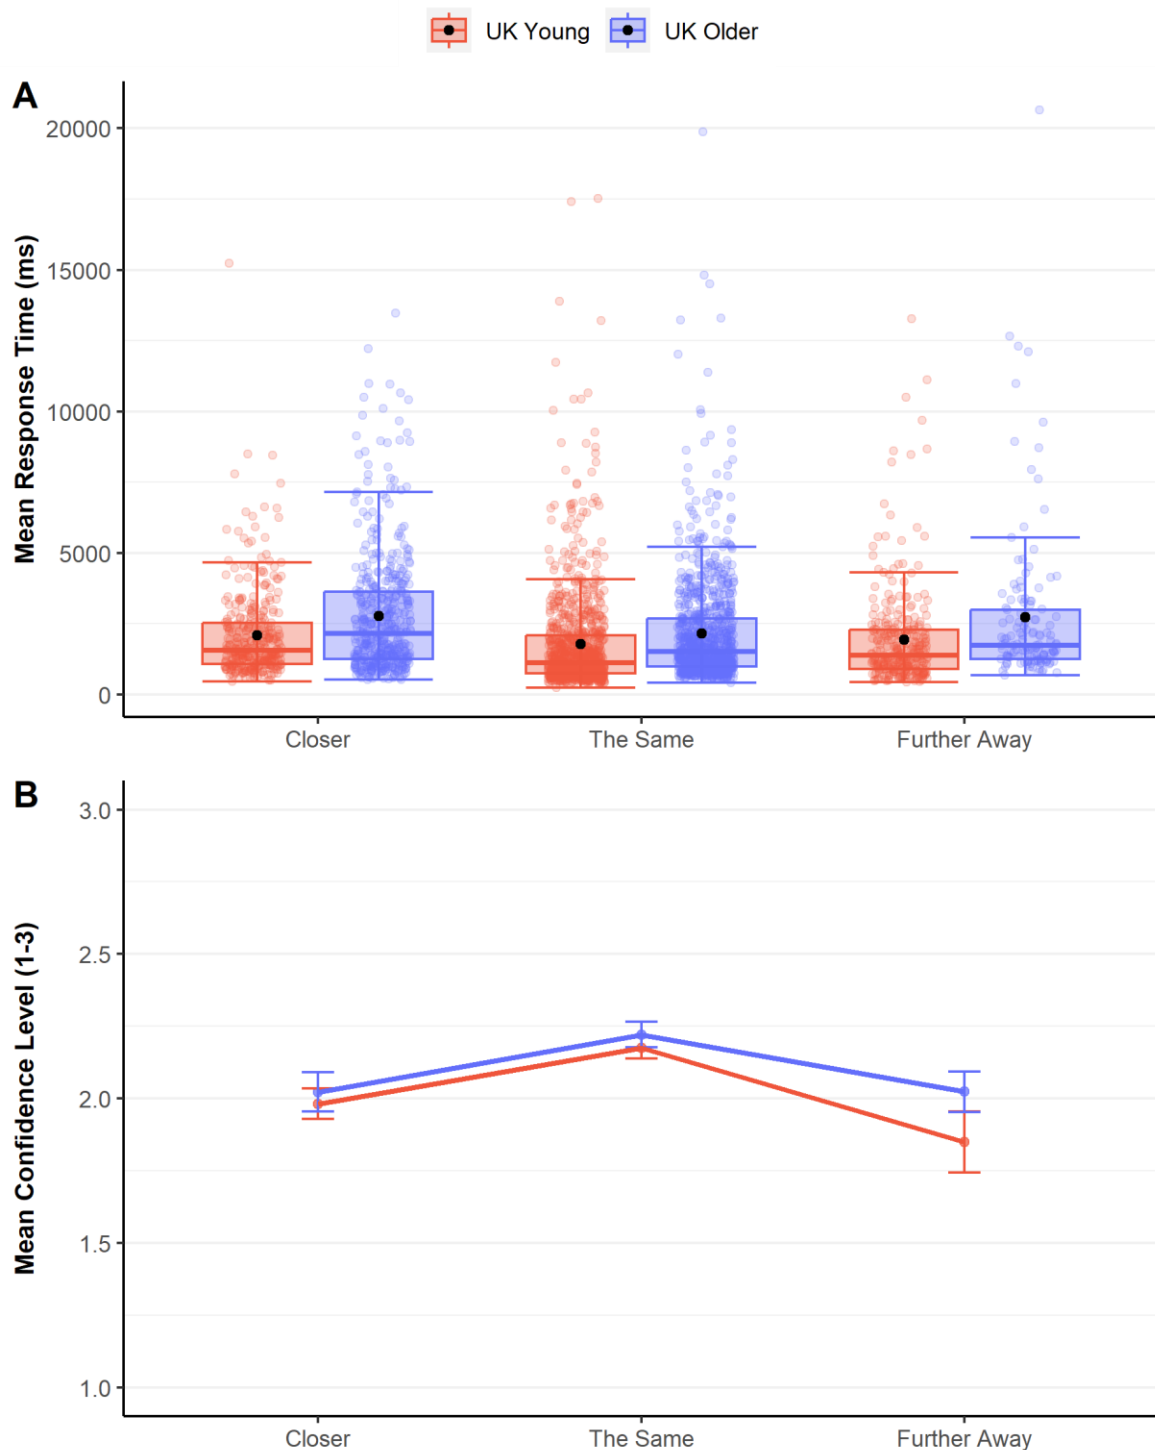 UK Young UK Older
A
Mean Response Time (ms)
20000
15000
10000
5000
0
Closer The Same Further Away
B
Mean Confidence Level (1-3)
3.0
2.5
2.0
1.5
1.0
Closer The Same Further Away